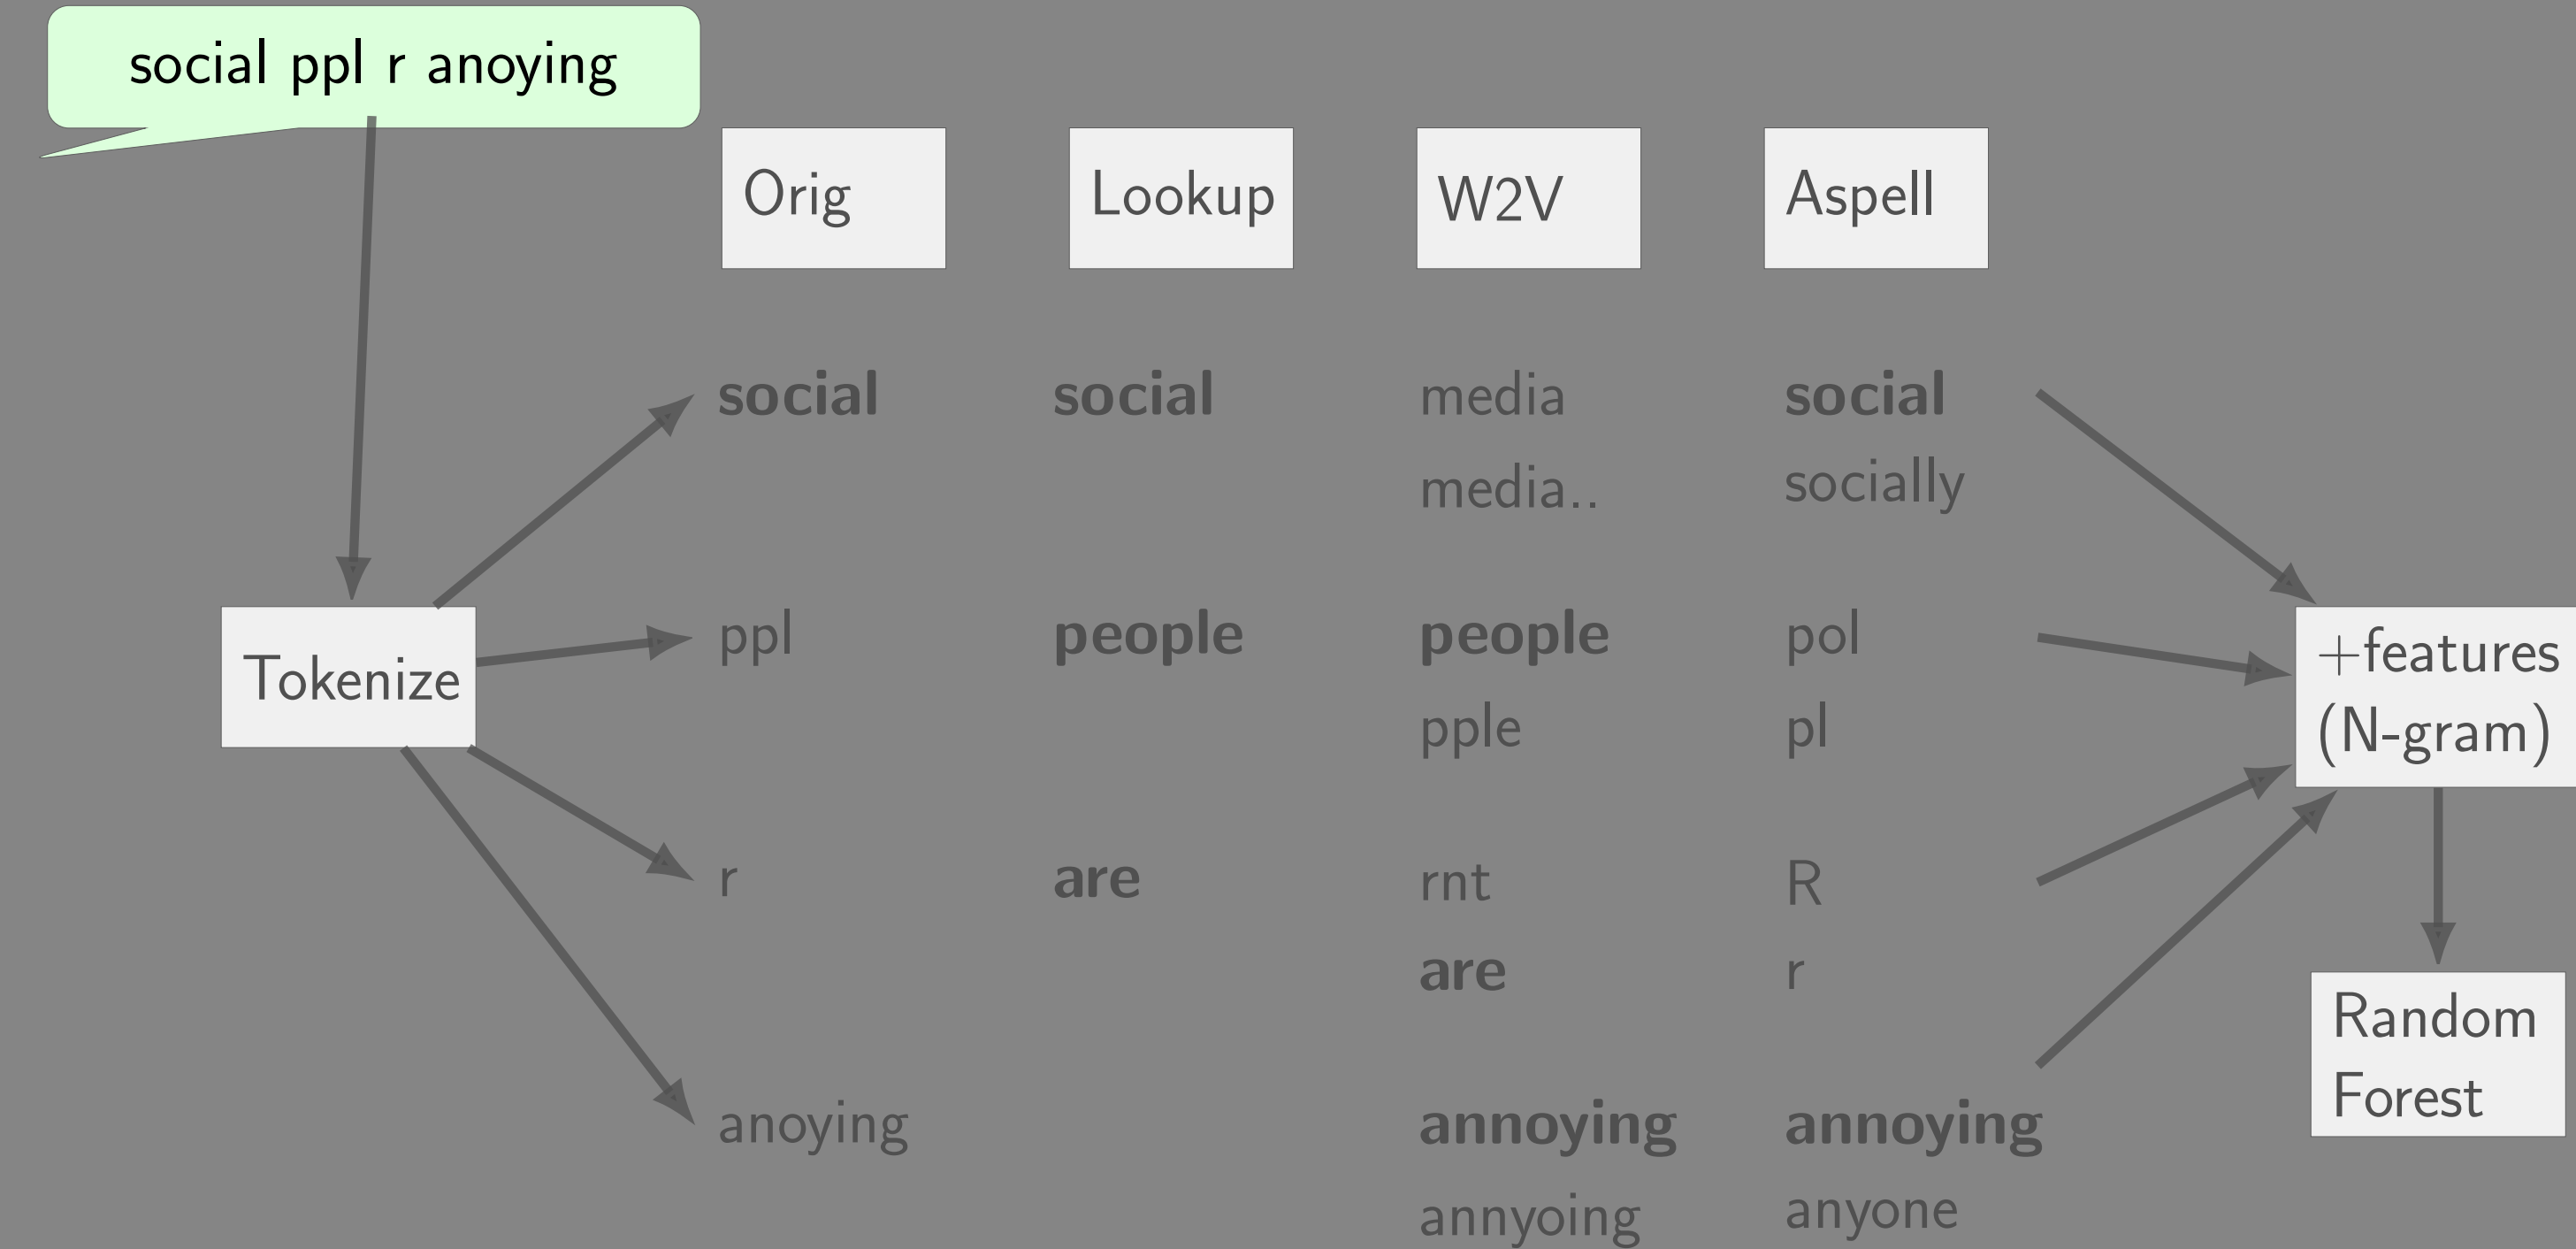 social ppl r anoying
Orig Lookup W2V Aspell
social social media social
media.. socially
ppl people people pol
pple pl
r are rnt R
are r
anoying annoying annoying
annyoing anyone
Tokenize
+features
(N-gram)
Random
Forest